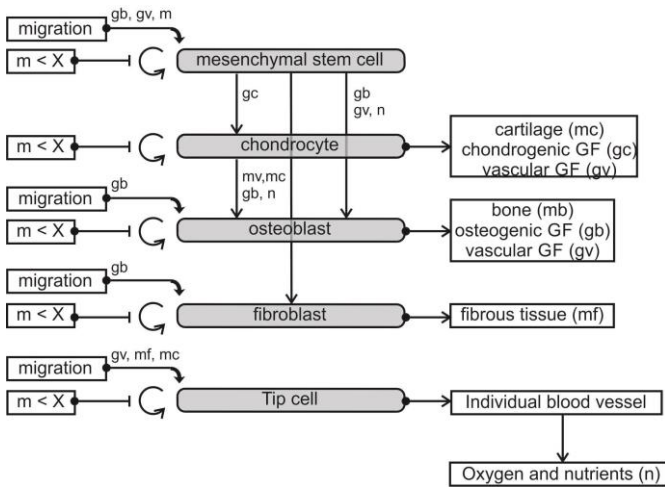 gb, gv, m
migration
m < X
mesenchymal stem cell
gc
gb
gv, n
m < X
chondrocyte
cartilage (mc)
chondrogenic GF (gc)
vascular GF (gv)
mv,mc
gb, n
migration
gb
m < X
osteoblast
bone (mb)
osteogenic GF (gb)
vascular GF (gv)
migration
gb
m < X
fibroblast
fibrous tissue (mf)
migration
gv, mf, mc
m < X
Tip cell
Individual blood vessel
Oxygen and nutrients (n)